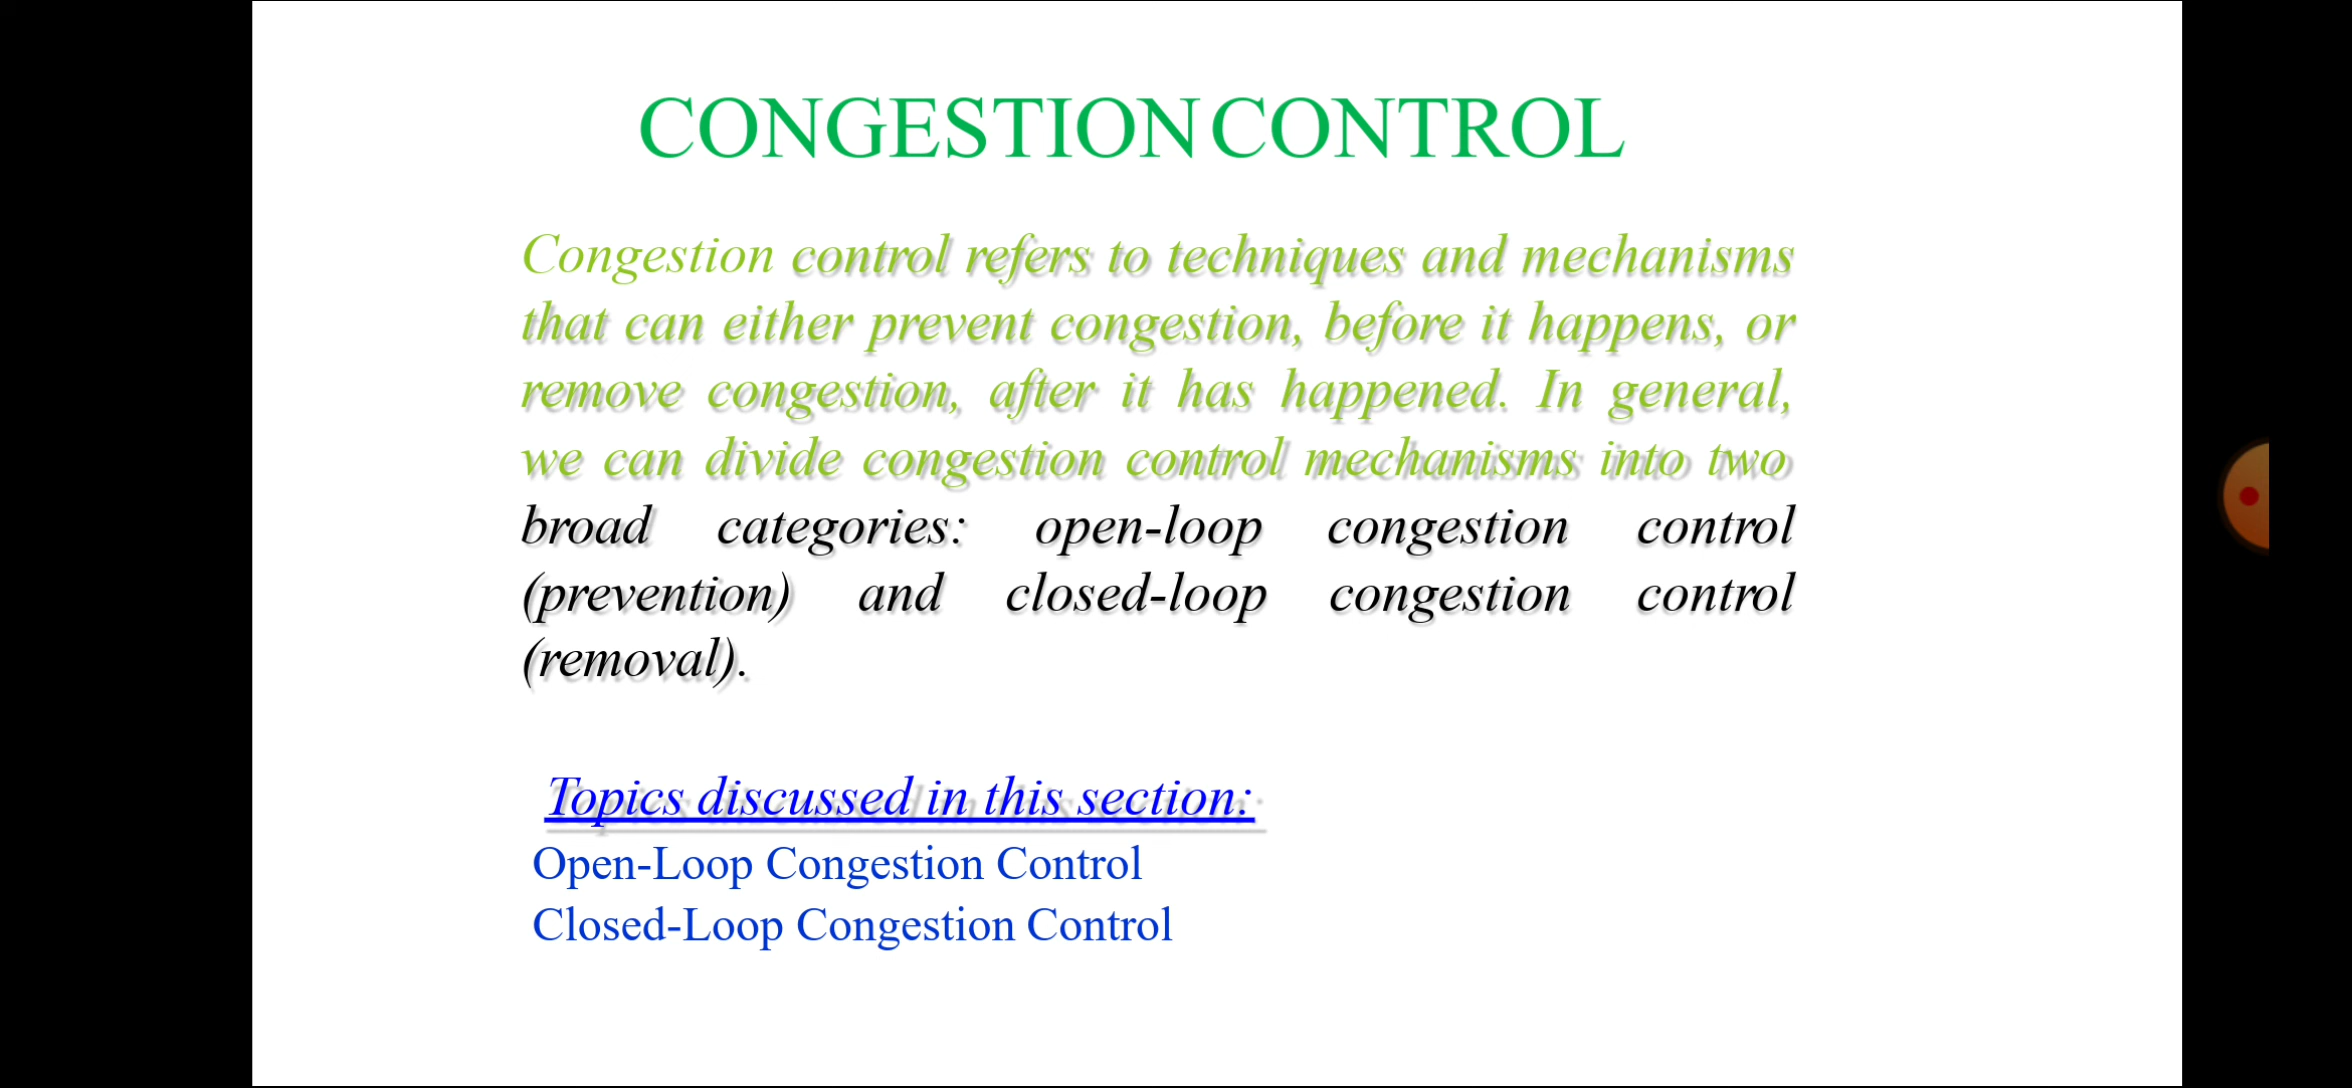 CONGESTION CONTROL
Congestion control refers to techniques and mechanisms
that can either prevent congestion, before it happens, or
remove congestion, after it has happened. In general,
we can divide congestion control mechanisms into two
broad categories: open-loop congestion control
(prevention) and closed-loop congestion control
(removal).
Topics discussed in this section:
Open-Loop Congestion Control
Closed-Loop Congestion Control